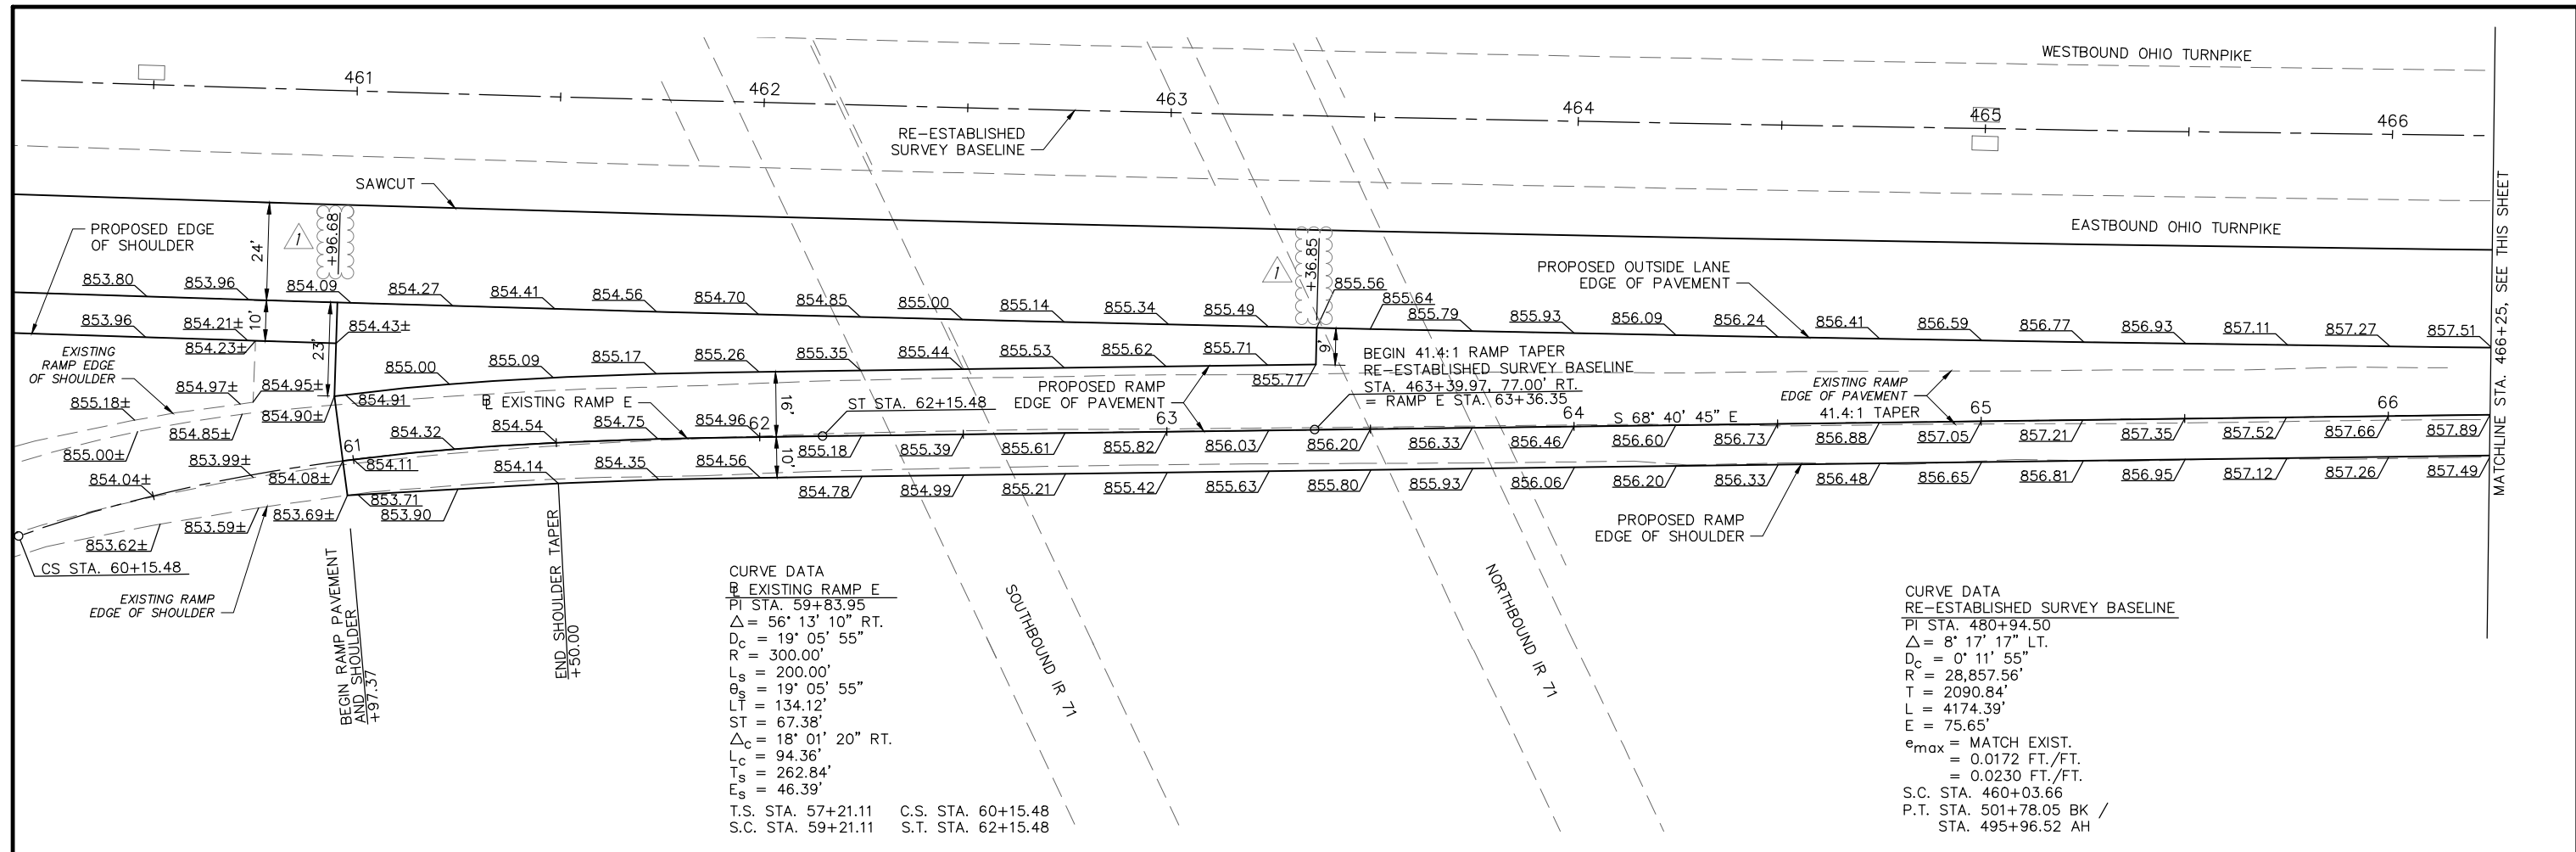 WESTBOUND OHIO TURNPIKE
461
462
463
464
465
466
RE-ESTABLISHED
SURVEY BASELINE
SAWCUT
EASTBOUND OHIO TURNPIKE
PROPOSED EDGE
OF SHOULDER
24'
1
+96.68
1
+36.85
PROPOSED OUTSIDE LANE
EDGE OF PAVEMENT
853.80
853.96
854.09
854.27
854.41
854.56
854.70
854.85
855.00
855.14
855.34
855.49
855.56
855.64
855.79
855.93
856.09
856.24
856.41
856.59
856.77
856.93
857.11
857.27
857.51
853.96
854.21±
10'
854.43±
854.23±
23'
9'
EXISTING
RAMP EDGE
OF SHOULDER
855.00
855.09
855.17
855.26
855.35
855.44
855.53
855.62
855.71
855.77
BEGIN 41.4:1 RAMP TAPER
RE-ESTABLISHED SURVEY BASELINE
STA. 463+39.97, 77.00' RT.
= RAMP E STA. 63+36.35
854.97±
854.95±
855.18±
854.90±
854.91
854.85±
855.00±
BL EXISTING RAMP E
16'
ST STA. 62+15.48
PROPOSED RAMP
EDGE OF PAVEMENT
EXISTING RAMP
EDGE OF PAVEMENT
41.4:1 TAPER
S 68° 40' 45" E
61
62
63
64
65
66
854.32
854.54
854.75
854.96
855.18
855.39
855.61
855.82
856.03
856.20
856.33
856.46
856.60
856.73
856.88
857.05
857.21
857.35
857.52
857.66
857.89
853.99±
854.11
854.04±
854.08±
10'
854.14
854.35
854.56
854.78
854.99
855.21
855.42
855.63
855.80
855.93
856.06
856.20
856.33
856.48
856.65
856.81
856.95
857.12
857.26
857.49
853.71
853.90
853.69±
853.59±
853.62±
CS STA. 60+15.48
EXISTING RAMP
EDGE OF SHOULDER
PROPOSED RAMP
EDGE OF SHOULDER
BEGIN RAMP PAVEMENT
AND SHOULDER
+97.37
END SHOULDER TAPER
+50.00
SOUTHBOUND IR 71
NORTHBOUND IR 71
MATCHLINE STA. 466+25, SEE THIS SHEET
CURVE DATA
BL EXISTING RAMP E
PI STA. 59+83.95
Δ = 56° 13' 10" RT.
Dc = 19° 05' 55"
R = 300.00'
Ls = 200.00'
θs = 19° 05' 55"
LT = 134.12'
ST = 67.38'
Δc = 18° 01' 20" RT.
Lc = 94.36'
Ts = 262.84'
Es = 46.39'
T.S. STA. 57+21.11 C.S. STA. 60+15.48
S.C. STA. 59+21.11 S.T. STA. 62+15.48
CURVE DATA
RE-ESTABLISHED SURVEY BASELINE
PI STA. 480+94.50
Δ = 8° 17' 17" LT.
Dc = 0° 11' 55"
R = 28,857.56'
T = 2090.84'
L = 4174.39'
E = 75.65'
emax = MATCH EXIST.
= 0.0172 FT./FT.
= 0.0230 FT./FT.
S.C. STA. 460+03.66
P.T. STA. 501+78.05 BK /
STA. 495+96.52 AH